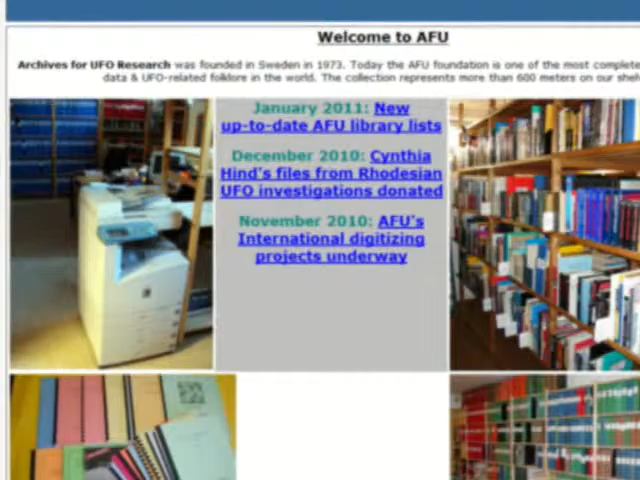 Welcome to AFU
Archives for UFO Research was founded in Sweden in 1973. Today the AFU foundation is one of the most complete
data & UFO-related folklore in the world. The collection represents more than 600 meters on our
January 2011: New
up-to-date AFU library lists
December 2010: Cynthia
Hind's files from Rhodesian
UFO investigations donated
November 2010: AFU's
International digitizing
projects underway